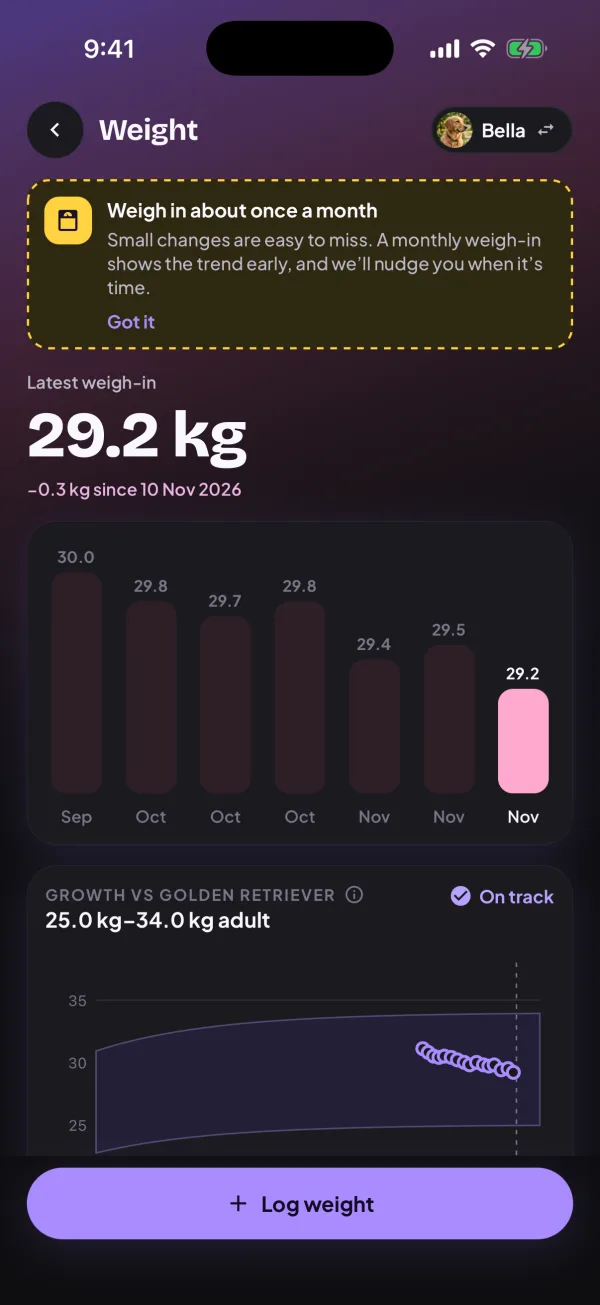 9:41
Weight
Bella
Weigh in about once a month
Small changes are easy to miss. A monthly weigh-in
shows the trend early, and we’ll nudge you when it’s
time.
Got it
Latest weigh-in
29.2 kg
−0.3 kg since 10 Nov 2026
30.0
29.8
29.7
29.8
29.4
29.5
29.2
Sep
Oct
Oct
Oct
Nov
Nov
Nov
GROWTH VS GOLDEN RETRIEVER
On track
25.0 kg–34.0 kg adult
35
30
25
+ Log weight